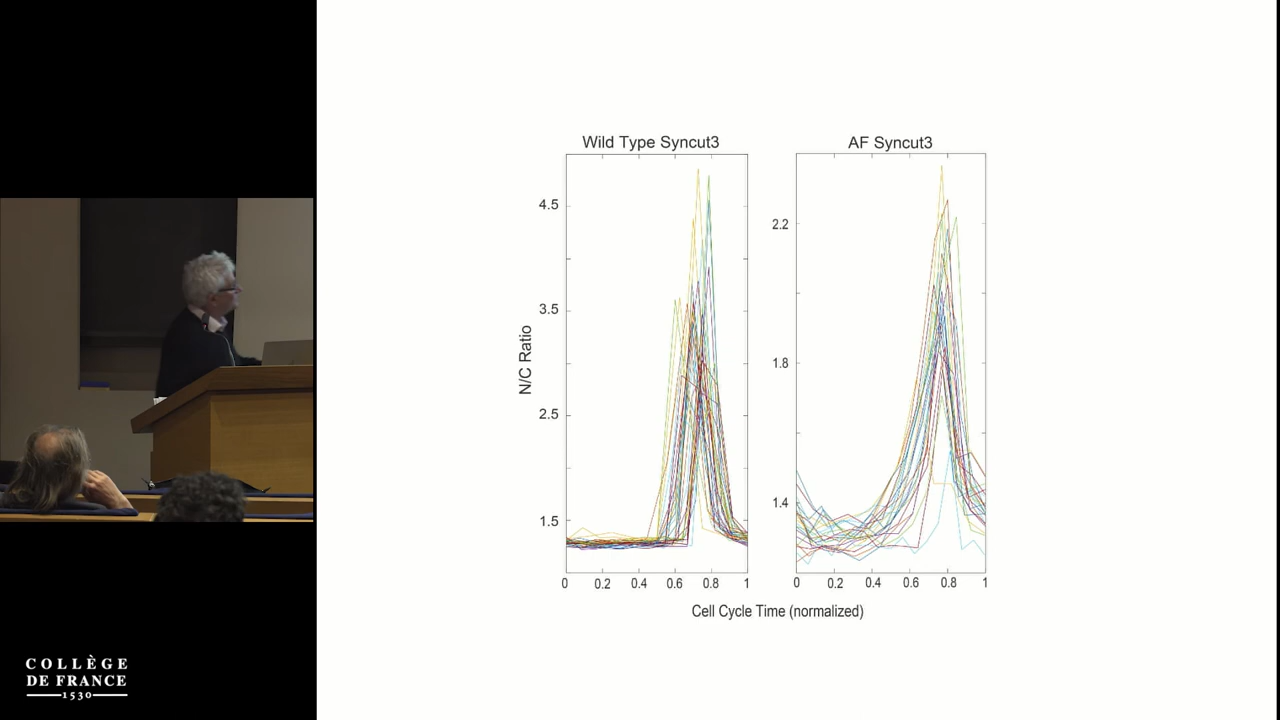 Wild Type Syncut3
AF Syncut3
N/C Ratio
4.5
3.5
2.5
1.5
0 0.2 0.4 0.6 0.8 1
2.2
1.8
1.4
0 0.2 0.4 0.6 0.8 1
Cell Cycle Time (normalized)
COLLÈGE
DE FRANCE
1530